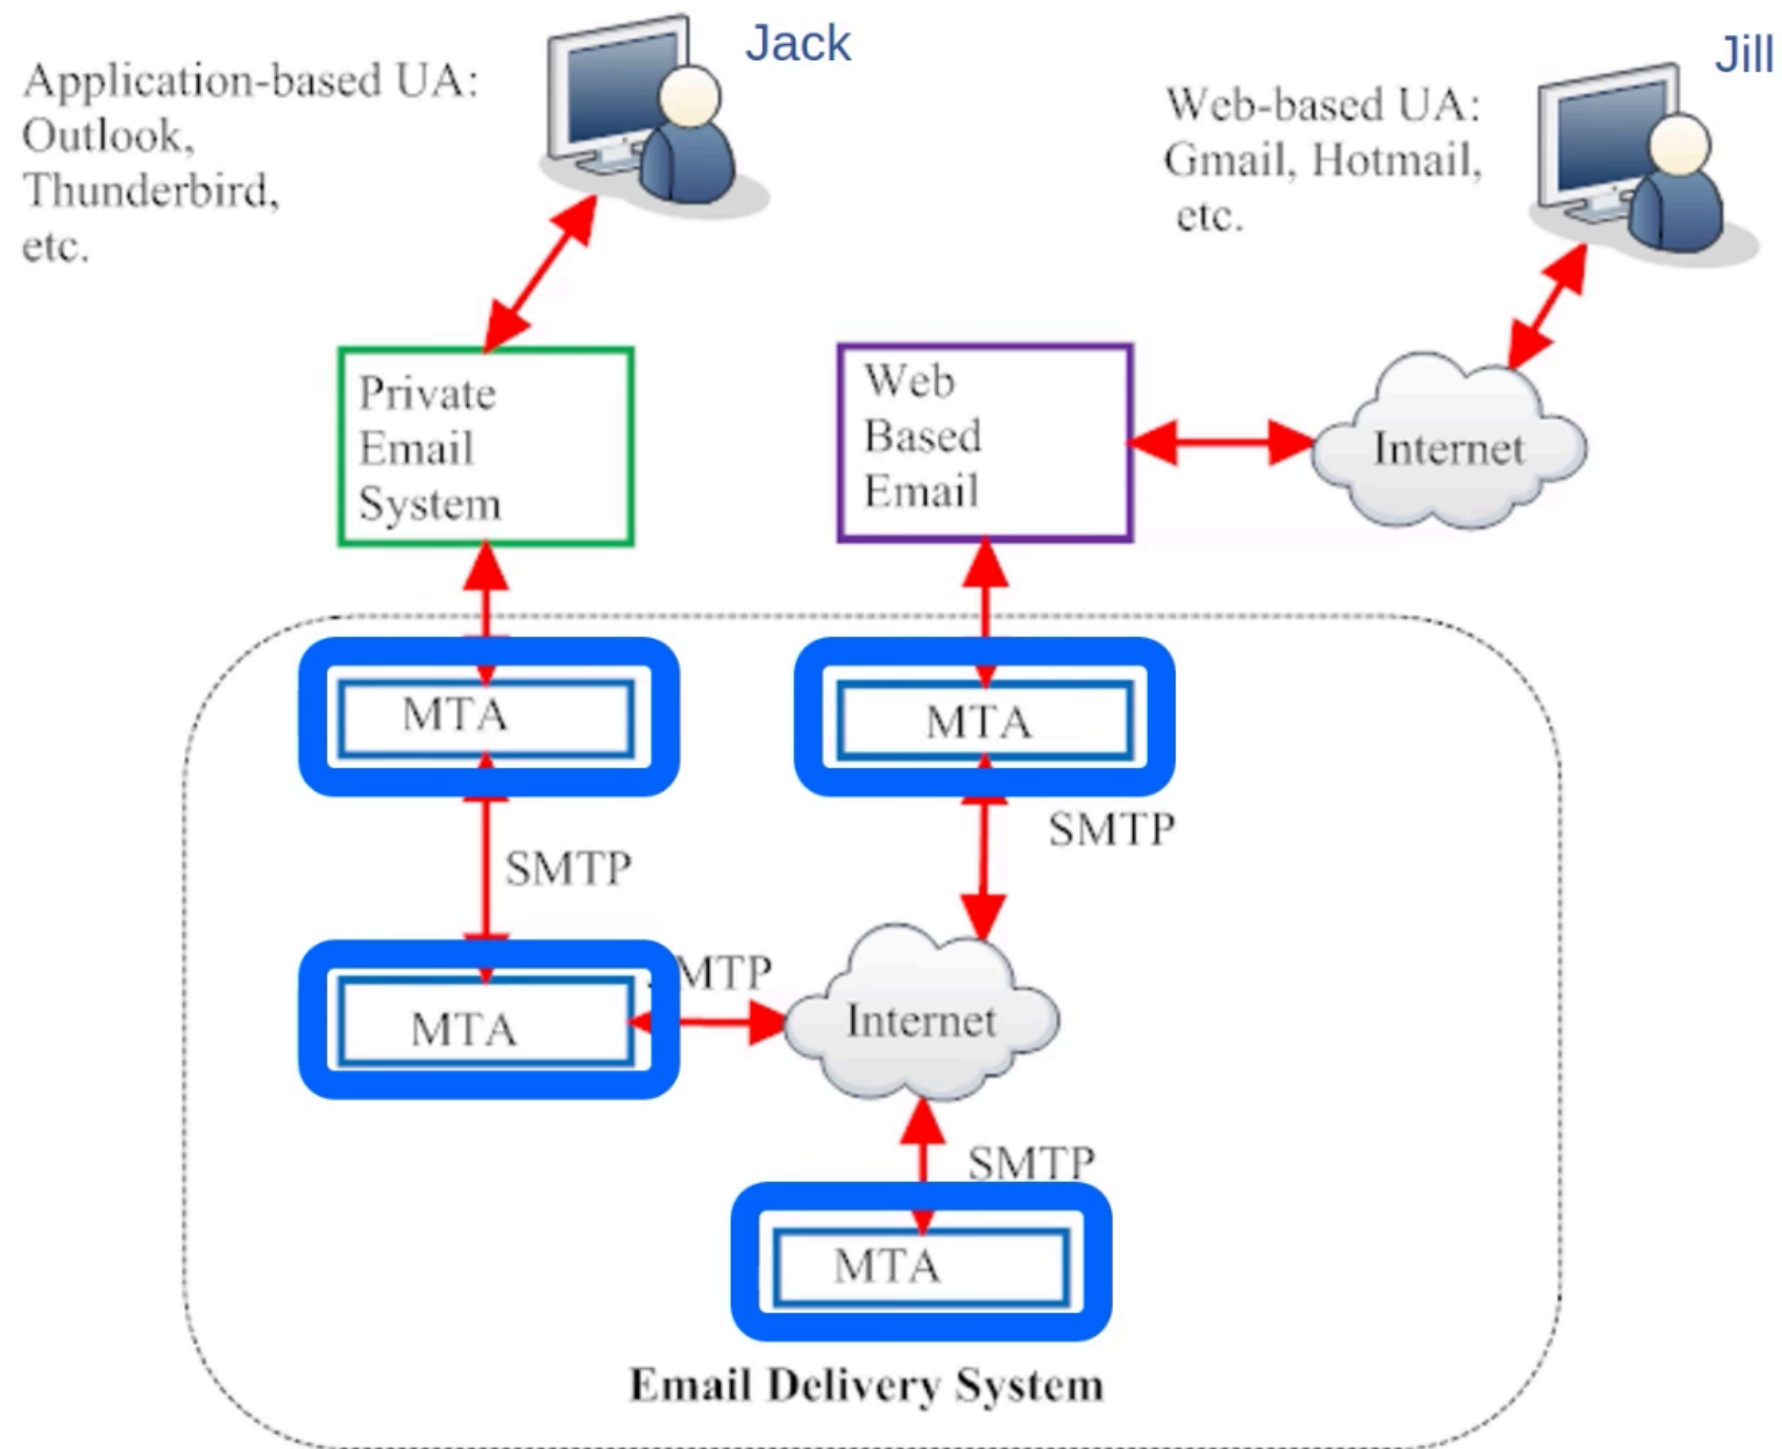 Jack
Jill
Application-based UA:
Outlook,
Thunderbird,
etc.
Web-based UA:
Gmail, Hotmail,
etc.
Private
Email
System
Web
Based
Email
Internet
MTA
MTA
SMTP
SMTP
MTP
MTA
Internet
SMTP
MTA
Email Delivery System